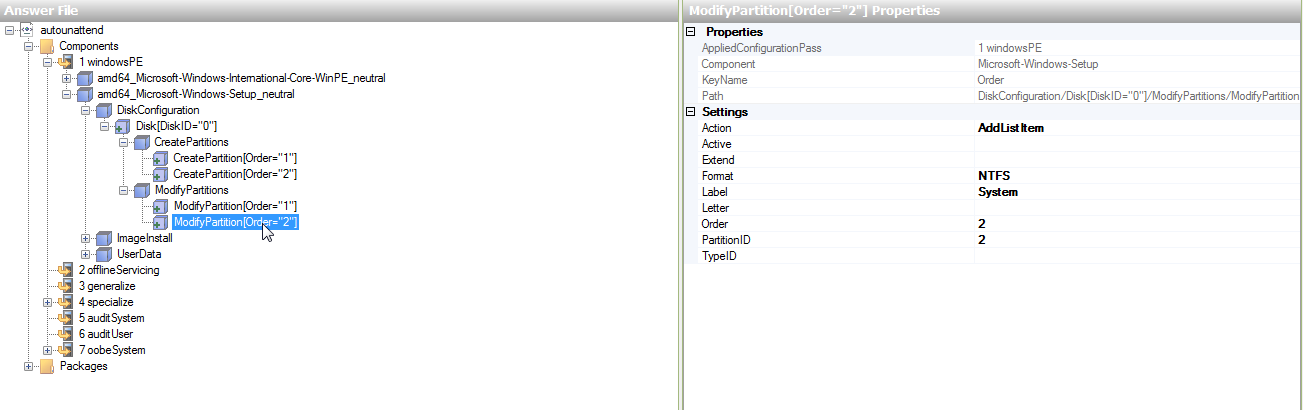 Answer File
autounattend
Components
1 windowsPE
amd64_Microsoft-Windows-International-Core-WinPE_neutral
amd64_Microsoft-Windows-Setup_neutral
DiskConfiguration
Disk[DiskID="0"]
CreatePartitions
CreatePartition[Order="1"]
CreatePartition[Order="2"]
ModifyPartitions
ModifyPartition[Order="1"]
ModifyPartition[Order="2"]
ImageInstall
UserData
2 offlineServicing
3 generalize
4 specialize
5 auditSystem
6 auditUser
7 oobeSystem
Packages
ModifyPartition[Order="2"] Properties
Properties
AppliedConfigurationPass 1 windowsPE
Component Microsoft-Windows-Setup
KeyName Order
Path DiskConfiguration/Disk[DiskID="0"]/ModifyPartitions/ModifyPartition
Settings
Action AddListItem
Active
Extend
Format NTFS
Label System
Letter
Order 2
PartitionID 2
TypeID